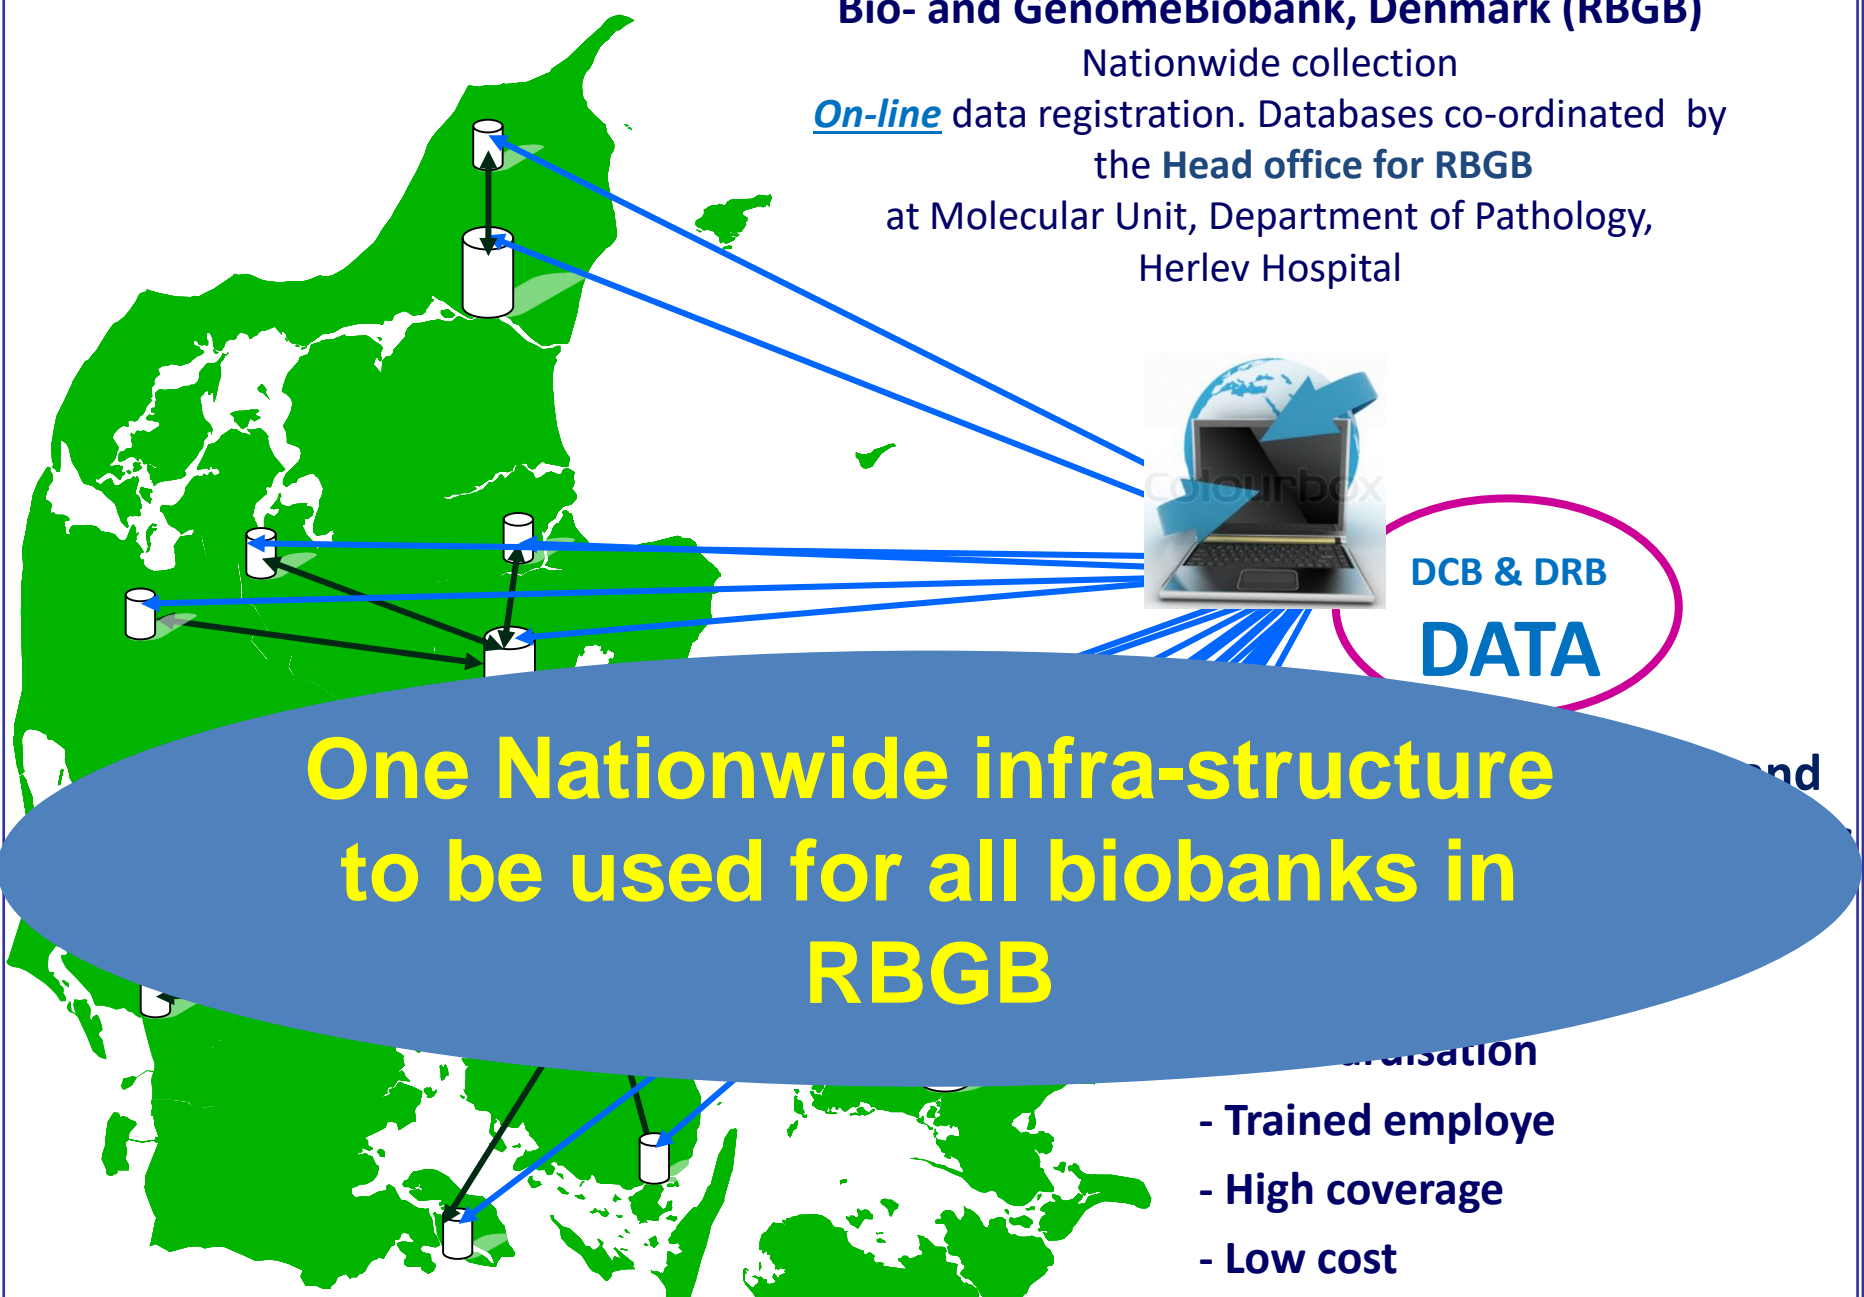 Bio- and GenomeBiobank, Denmark (RBGB)
Nationwide collection
On-line data registration. Databases co-ordinated by
the Head office for RBGB
at Molecular Unit, Department of Pathology,
Herlev Hospital
colourbox
DCB & DRB
DATA
and
One Nationwide infra-structure
to be used for all biobanks in
RBGB
- Trained employe
- High coverage
- Low cost